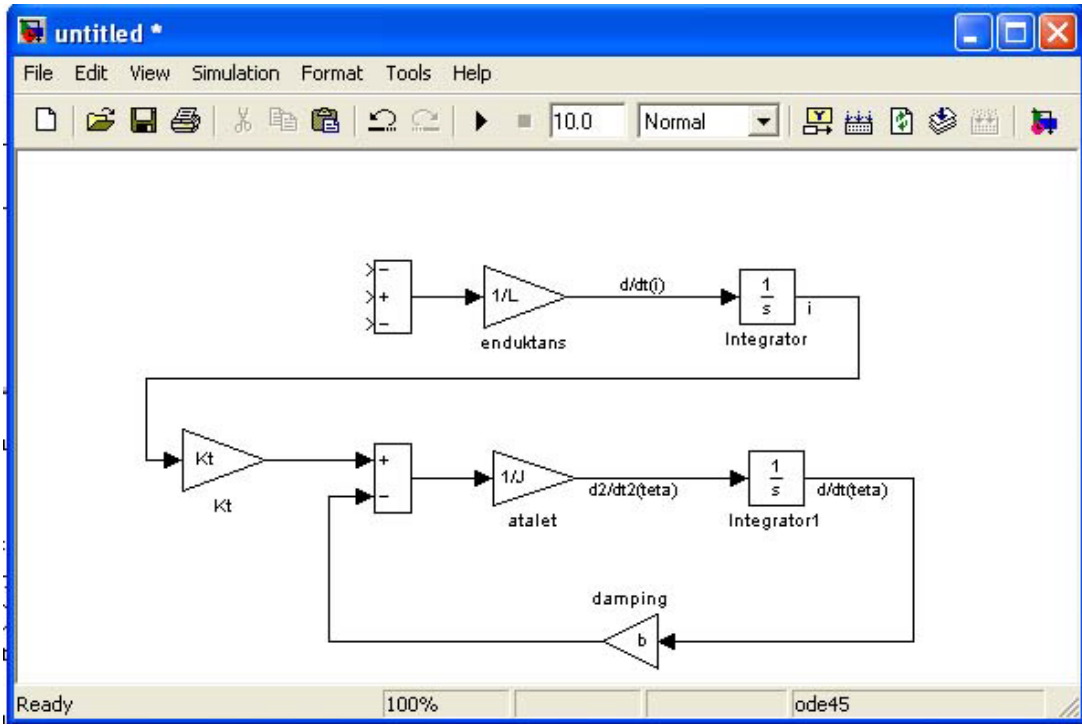 untitled *
File Edit View Simulation Format Tools Help
10.0 Normal
−
+
−
1/L
enduktans
d/dt(i)
1
s
Integrator
i
Kt
Kt
+
−
1/J
atalet
d2/dt2(teta)
1
s
Integrator1
d/dt(teta)
damping
b
Ready 100% ode45